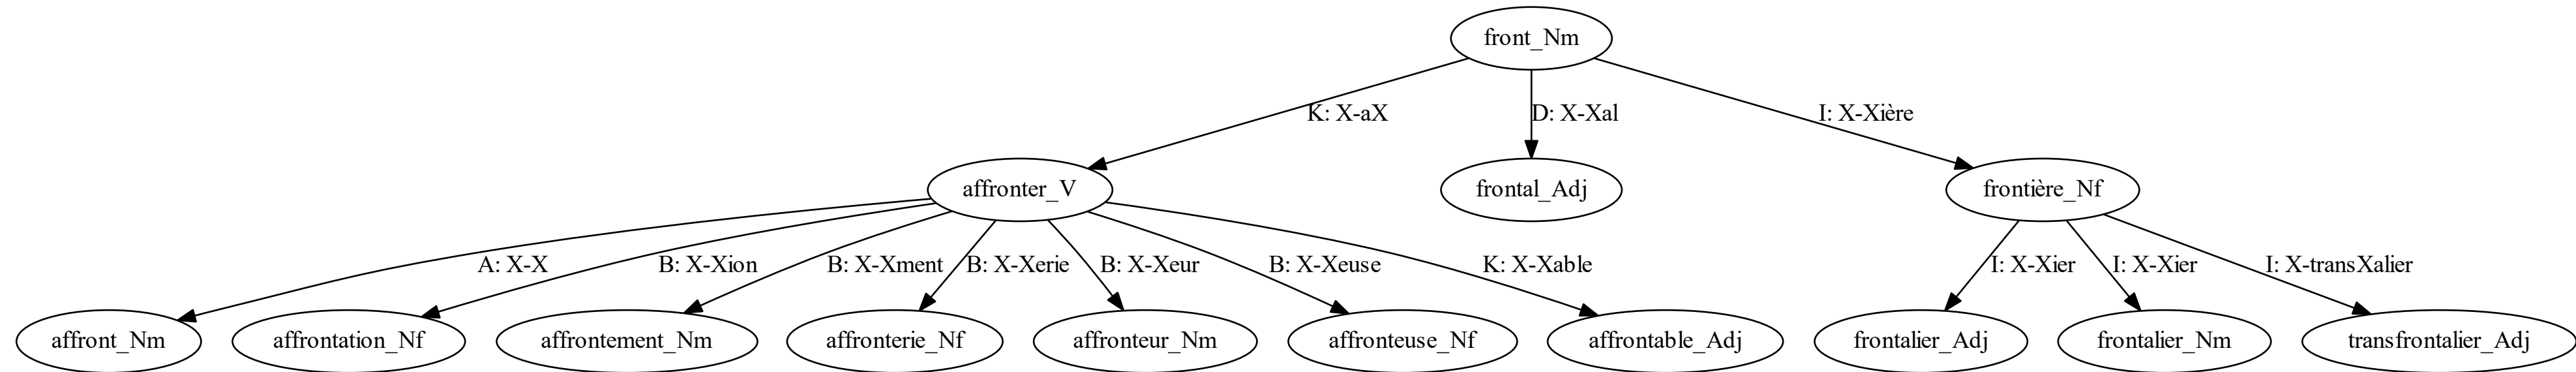 front_Nm
K: X-aX
D: X-Xal
I: X-Xière
affronter_V
frontal_Adj
frontière_Nf
A: X-X
B: X-Xion
B: X-Xment
B: X-Xerie
B: X-Xeur
B: X-Xeuse
K: X-Xable
I: X-Xier
I: X-Xier
I: X-transXalier
affront_Nm
affrontation_Nf
affrontement_Nm
affronterie_Nf
affronteur_Nm
affronteuse_Nf
affrontable_Adj
frontalier_Adj
frontalier_Nm
transfrontalier_Adj